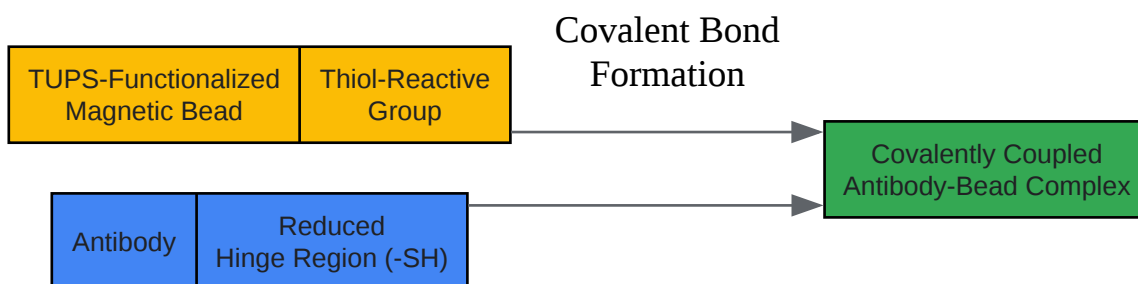 Covalent Bond
Formation
TUPS-Functionalized
Magnetic Bead
Thiol-Reactive
Group
Covalently Coupled
Antibody-Bead Complex
Antibody
Reduced
Hinge Region (-SH)